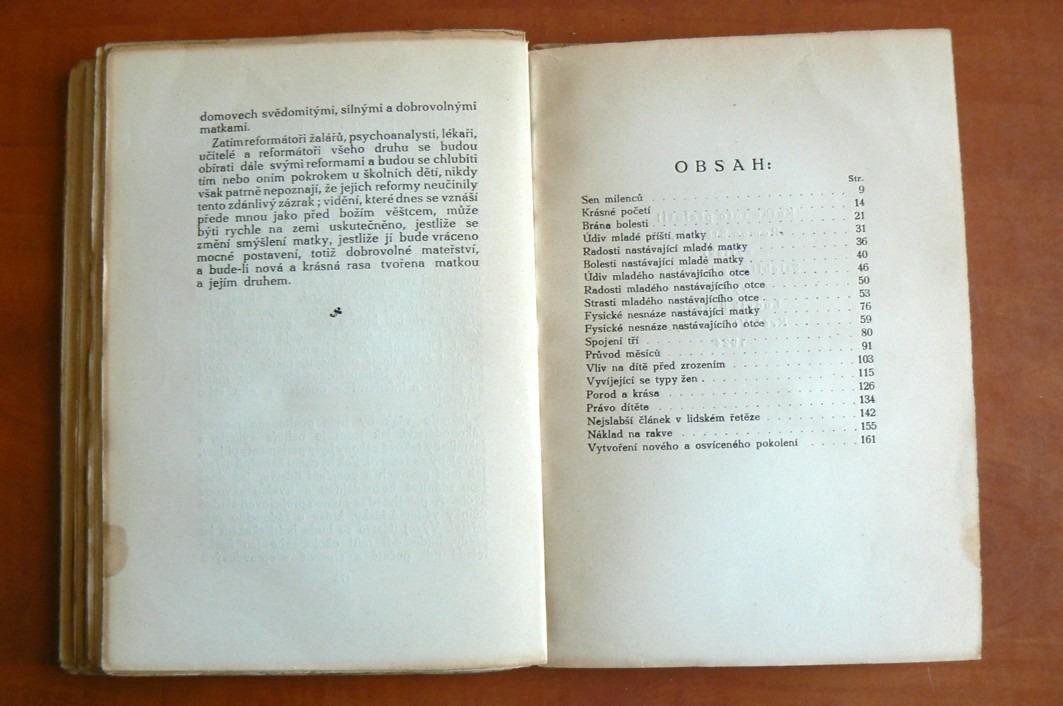 domovech svědomitými, silnými a dobrovolnými
matkami.
Zatím reformátoři žalářů, psychoanalysti, lékaři,
učitelé a reformátoři všeho druhu se budou
obírati dále svými reformami a budou se chlubiti
tím nebo oním pokrokem u školních dětí, nikdy
však patrně nepoznají, že jejich reformy neučinily
tento zdánlivý zázrak; vidění, které dnes se vznáší
přede mnou jako před božím věštcem, může
býti rychle na zemi uskutečněno, jestliže se
změní smýšlení matky, jestliže jí bude vráceno
mocné postavení, totiž dobrovolné mateřství,
a bude-li nová a krásná rasa tvořena matkou
a jejím druhem.
OBSAH:
Str.
Sen milenců . . . . . . . . . . 9
Krásné početí . . . . . . . . . . 14
Brána bolesti . . . . . . . . . . 21
Údiv mladé příští matky . . . . . . . . 31
Radosti nastávající mladé matky . . . . . . 36
Bolesti nastávající mladé matky . . . . . . 40
Údiv mladého nastávajícího otce . . . . . . 46
Radosti mladého nastávajícího otce . . . . . 50
Strasti mladého nastávajícího otce . . . . . 53
Fysické nesnáze nastávající matky . . . . . 76
Fysické nesnáze nastávajícího otce . . . . . 59
Spojení tří . . . . . . . . . . 80
Průvod měsíců . . . . . . . . . . 91
Vliv na dítě před zrozením . . . . . . . 103
Vyvíjející se typy žen . . . . . . . . 115
Porod a krása . . . . . . . . . . 126
Právo dítěte . . . . . . . . . . 134
Nejslabší článek v lidském řetěze . . . . . 142
Náklad na rakve . . . . . . . . . 155
Vytvoření nového a osvíceného pokolení . . . . 161